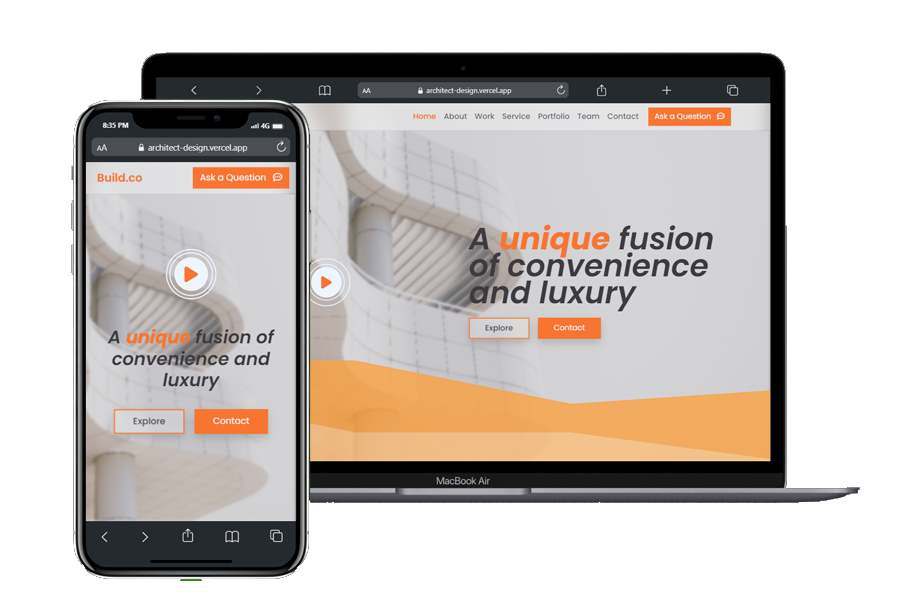 AA architect-design.vercel.app
Home About Work Service Portfolio Team Contact Ask a Question
A unique fusion
of convenience
and luxury
Explore Contact
MacBook Air
8:35 PM 4G
AA architect-design.vercel.app
Build.co Ask a Question
A unique fusion of
convenience and
luxury
Explore Contact